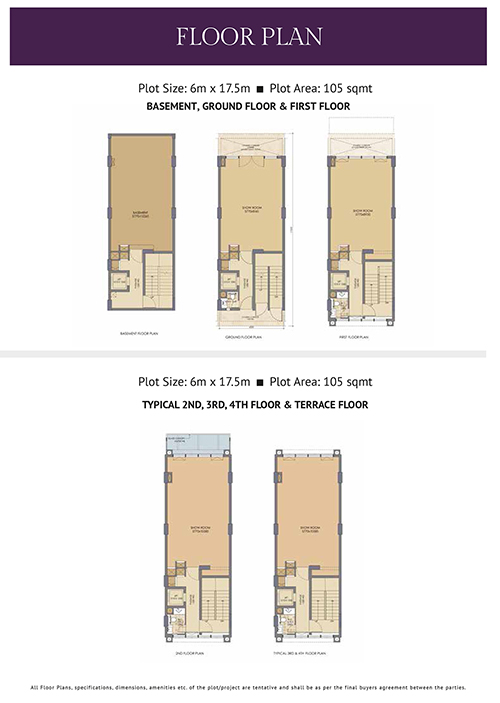 FLOOR PLAN
Plot Size: 6m x 17.5m ■ Plot Area: 105 sqmt
BASEMENT, GROUND FLOOR & FIRST FLOOR
BASEMENT
SHOW ROOM
SHOW ROOM
BASEMENT FLOOR PLAN
GROUND FLOOR PLAN
FIRST FLOOR PLAN
Plot Size: 6m x 17.5m ■ Plot Area: 105 sqmt
TYPICAL 2ND, 3RD, 4TH FLOOR & TERRACE FLOOR
SHOW ROOM
SHOW ROOM
2ND FLOOR PLAN
TYPICAL 3RD & 4TH FLOOR PLAN
All Floor Plans, specifications, dimensions, amenities etc. of the plot/project are tentative and shall be as per the final buyers agreement between the parties.